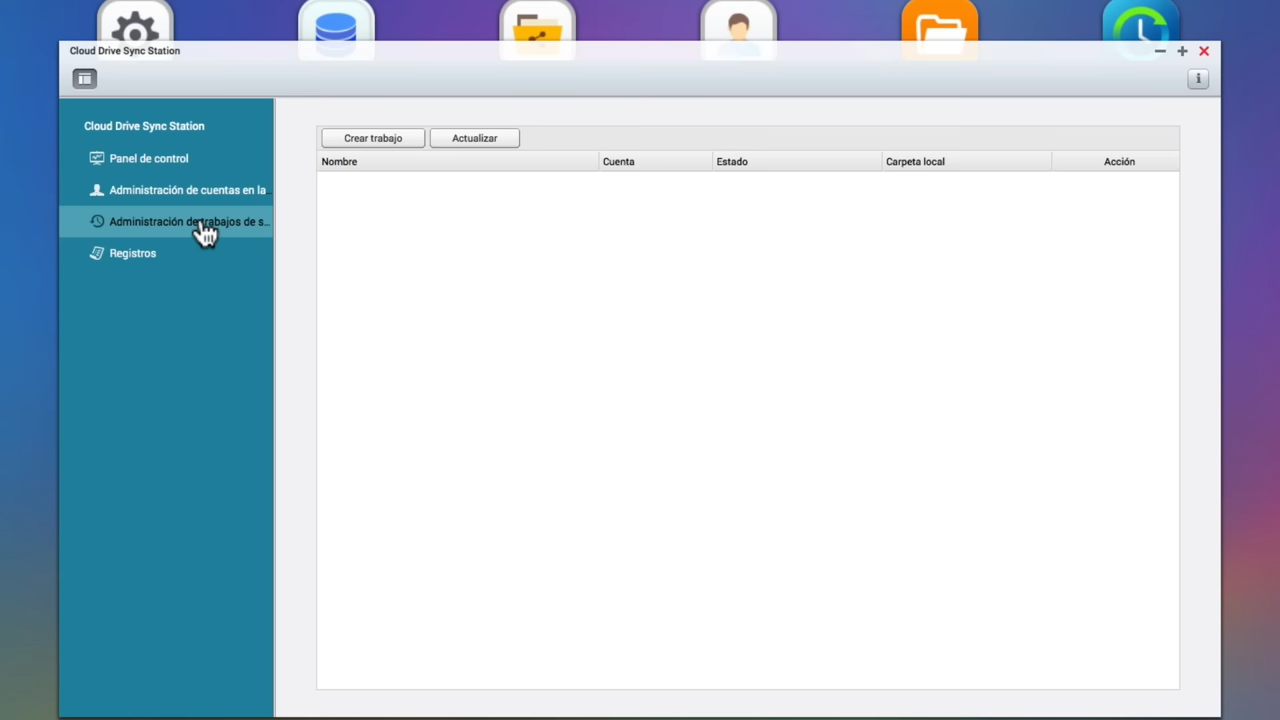 Cloud Drive Sync Station
Cloud Drive Sync Station
Panel de control
Administración de cuentas en la...
Administración de trabajos de s...
Registros
Crear trabajo
Actualizar
Nombre
Cuenta
Estado
Carpeta local
Acción